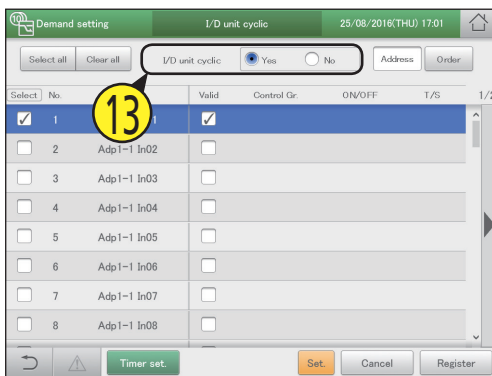 Demand setting I/D unit cyclic 25/08/2016(THU) 17:01
Select all Clear all I/D unit cyclic Yes No Address Order
Select No. Valid Control Gr. ON/OFF T/S 1/2
13
1 1
2 Adp1-1 In02
3 Adp1-1 In03
4 Adp1-1 In04
5 Adp1-1 In05
6 Adp1-1 In06
7 Adp1-1 In07
8 Adp1-1 In08
Timer set. Set. Cancel Register